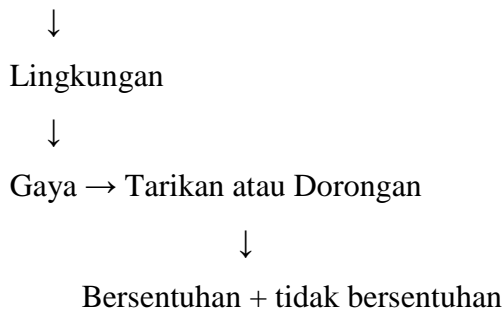 ↓
Lingkungan
↓
Gaya → Tarikan atau Dorongan
↓
Bersentuhan + tidak bersentuhan